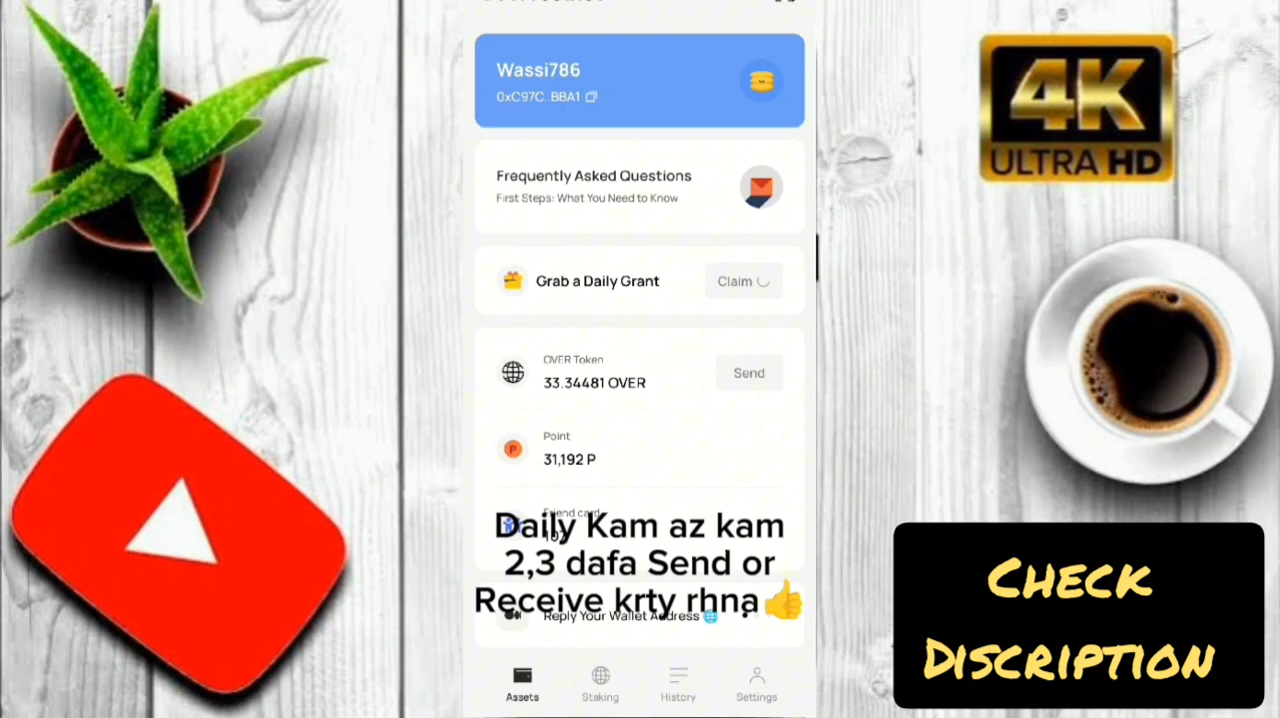 Wassi786
0xC97C..BBA1
Frequently Asked Questions
First Steps: What You Need to Know
Grab a Daily Grant
Claim
OVER Token
33.34481 OVER
Send
Point
31,192 P
Friend card
Daily Kam az kam
2,3 dafa Send or
Receive krty rhna👍
Reply Your Wallet Address 🌐
Assets
Staking
History
Settings
4K
ULTRA HD
CHECK
DISCRIPTION